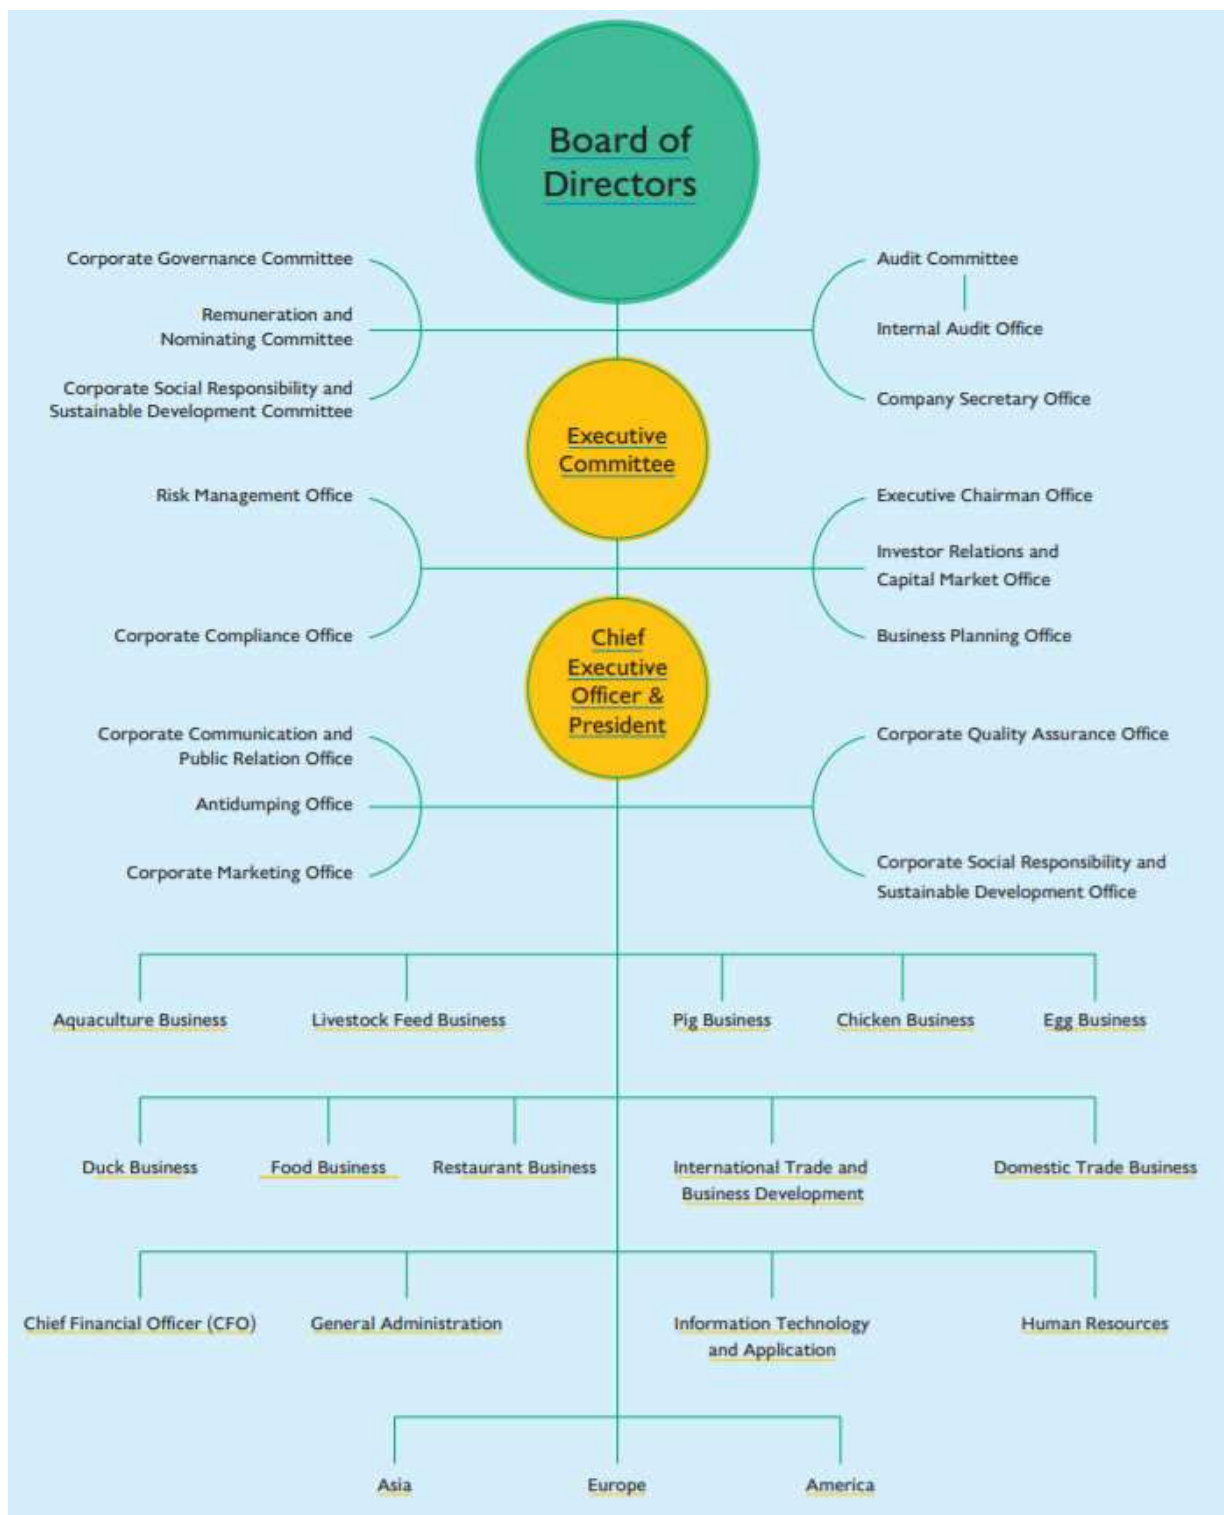 Board of
Directors
Corporate Governance Committee
Audit Committee
Remuneration and
Nominating Committee
Internal Audit Office
Corporate Social Responsibility and
Sustainable Development Committee
Company Secretary Office
Executive
Committee
Risk Management Office
Executive Chairman Office
Investor Relations and
Capital Market Office
Corporate Compliance Office
Business Planning Office
Chief
Executive
Officer &
President
Corporate Communication and
Public Relation Office
Corporate Quality Assurance Office
Antidumping Office
Corporate Marketing Office
Corporate Social Responsibility and
Sustainable Development Office
Aquaculture Business
Livestock Feed Business
Pig Business
Chicken Business
Egg Business
Duck Business
Food Business
Restaurant Business
International Trade and
Business Development
Domestic Trade Business
Chief Financial Officer (CFO)
General Administration
Information Technology
and Application
Human Resources
Asia
Europe
America